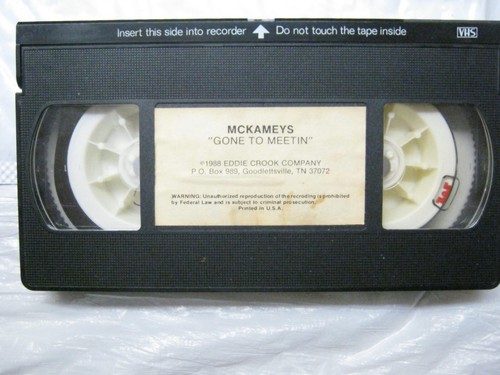 Insert this side into recorder Do not touch the tape inside VHS
MCKAMEYS
"GONE TO MEETIN"
©1988 EDDIE CROOK COMPANY
P.O. Box 989, Goodlettsville, TN 37072
WARNING: Unauthorized reproduction of the recording is prohibited
by Federal Law and is subject to criminal prosecution.
Printed in U.S.A.